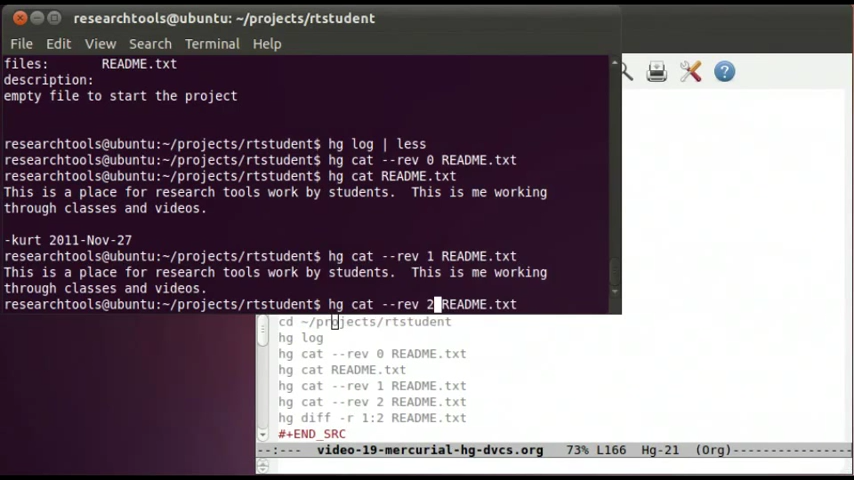 researchtools@ubuntu: ~/projects/rtstudent
File Edit View Search Terminal Help
files: README.txt
description:
empty file to start the project
researchtools@ubuntu:~/projects/rtstudent$ hg log | less
researchtools@ubuntu:~/projects/rtstudent$ hg cat --rev 0 README.txt
researchtools@ubuntu:~/projects/rtstudent$ hg cat README.txt
This is a place for research tools work by students.  This is me working
through classes and videos.
-kurt 2011-Nov-27
researchtools@ubuntu:~/projects/rtstudent$ hg cat --rev 1 README.txt
This is a place for research tools work by students.  This is me working
through classes and videos.
researchtools@ubuntu:~/projects/rtstudent$ hg cat --rev 2 README.txt
cd ~/projects/rtstudent
hg log
hg cat --rev 0 README.txt
hg cat README.txt
hg cat --rev 1 README.txt
hg cat --rev 2 README.txt
hg diff -r 1:2 README.txt
#+END_SRC
--:--- video-19-mercurial-hg-dvcs.org 73% L166 Hg-21 (Org)--------------